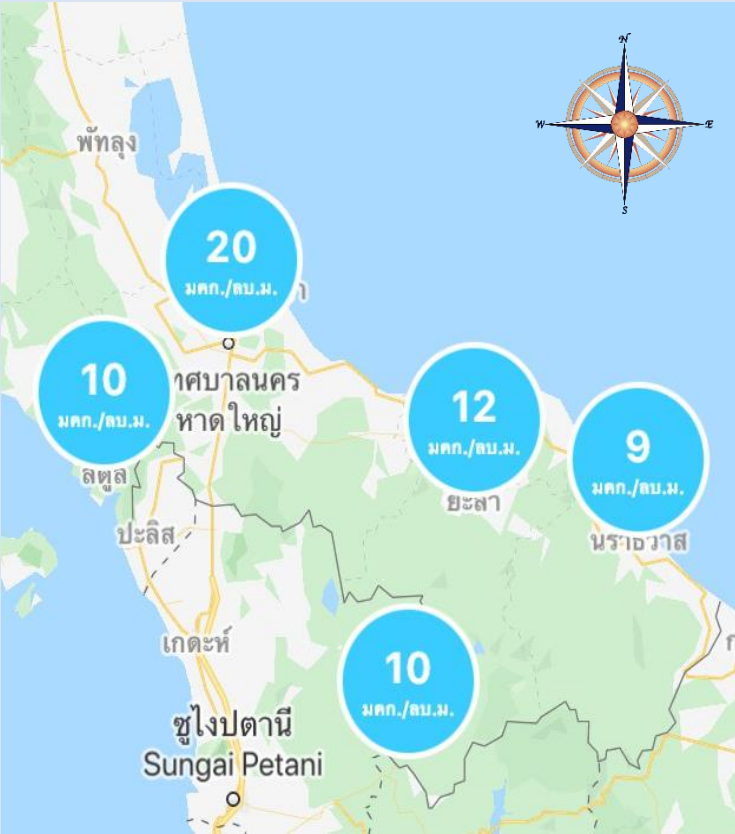 N
W
E
S
พัทลุง
20
มคก./ลบ.ม.
10
มคก./ลบ.ม.
ทศบาลนคร
หาดใหญ่
12
มคก./ลบ.ม.
9
มคก./ลบ.ม.
สตูล
ยะลา
ปะลิส
นราธิวาส
เกดะห์
10
มคก./ลบ.ม.
ซูไงปตานี
Sungai Petani